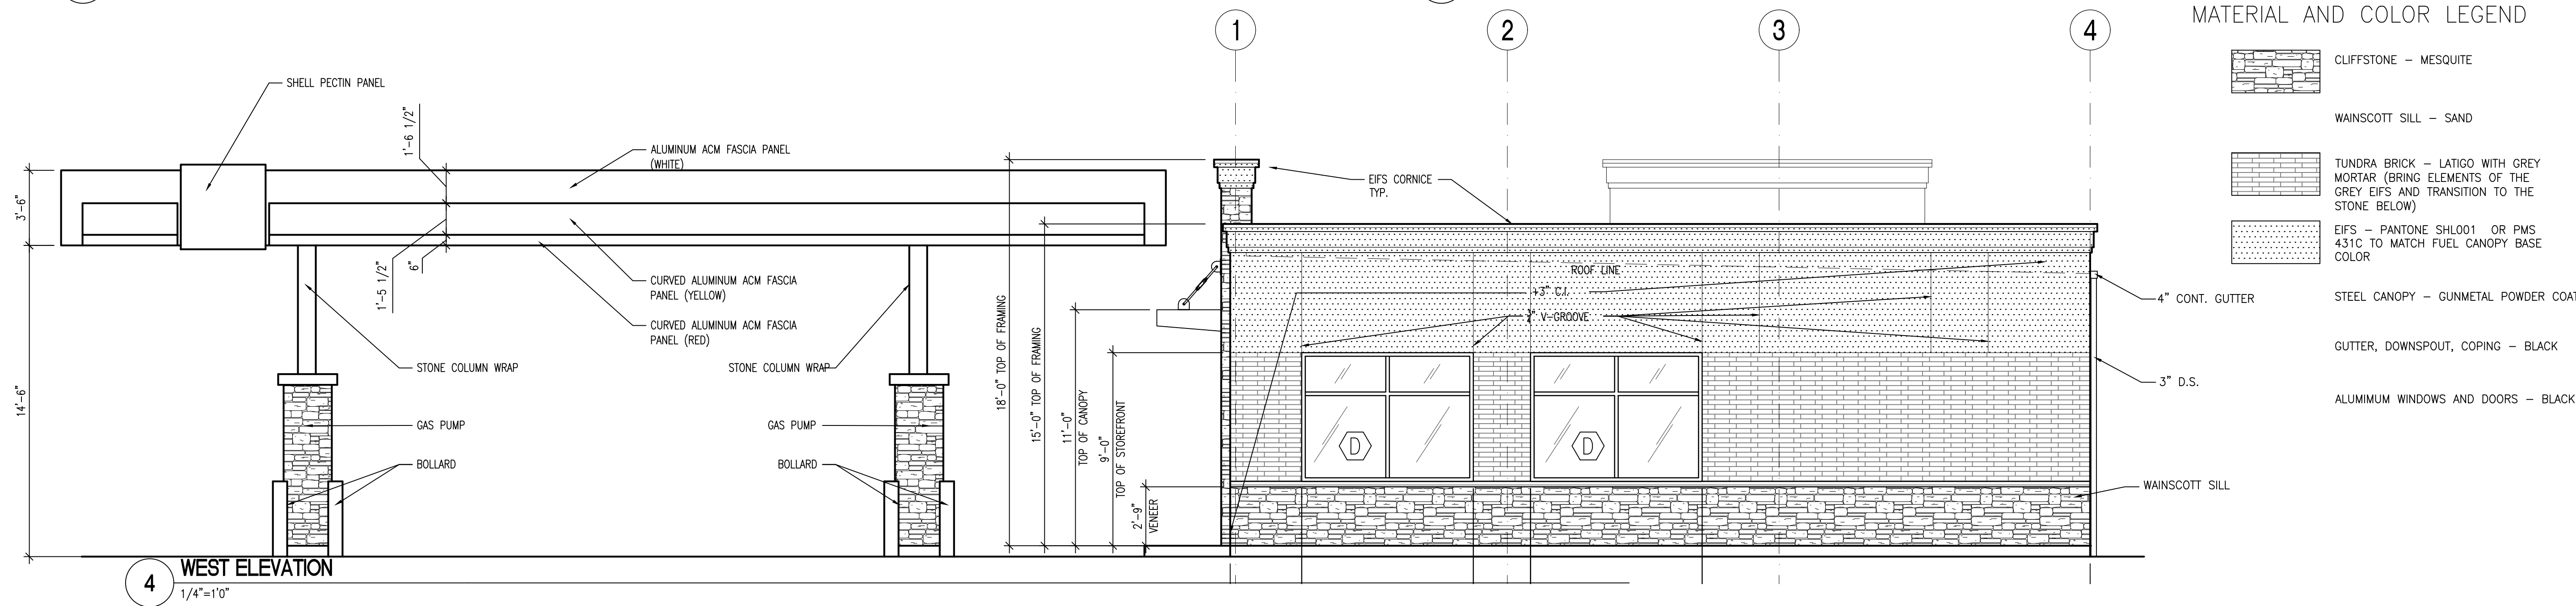 1
2
3
4
MATERIAL AND COLOR LEGEND
CLIFFSTONE – MESQUITE
WAINSCOTT SILL – SAND
TUNDRA BRICK – LATIGO WITH GREY
MORTAR (BRING ELEMENTS OF THE
GREY EIFS AND TRANSITION TO THE
STONE BELOW)
EIFS – PANTONE SHL001 OR PMS
431C TO MATCH FUEL CANOPY BASE
COLOR
STEEL CANOPY – GUNMETAL POWDER COAT
GUTTER, DOWNSPOUT, COPING – BLACK
ALUMIMUM WINDOWS AND DOORS – BLACK
SHELL PECTIN PANEL
1'-6 1/2"
ALUMINUM ACM FASCIA PANEL
(WHITE)
3'-6"
1'-5 1/2"
6"
CURVED ALUMINUM ACM FASCIA
PANEL (YELLOW)
CURVED ALUMINUM ACM FASCIA
PANEL (RED)
STONE COLUMN WRAP
STONE COLUMN WRAP
14'-6"
GAS PUMP
GAS PUMP
BOLLARD
BOLLARD
18'-0" TOP OF FRAMING
15'-0" TOP OF FRAMING
11'-0"
TOP OF CANOPY
9'-0"
TOP OF STOREFRONT
2'-9"
VENEER
EIFS CORNICE
TYP.
ROOF LINE
+3" C.I.
¾" V-GROOVE
D
D
4" CONT. GUTTER
3" D.S.
WAINSCOTT SILL
4
WEST ELEVATION
1/4"=1'0"